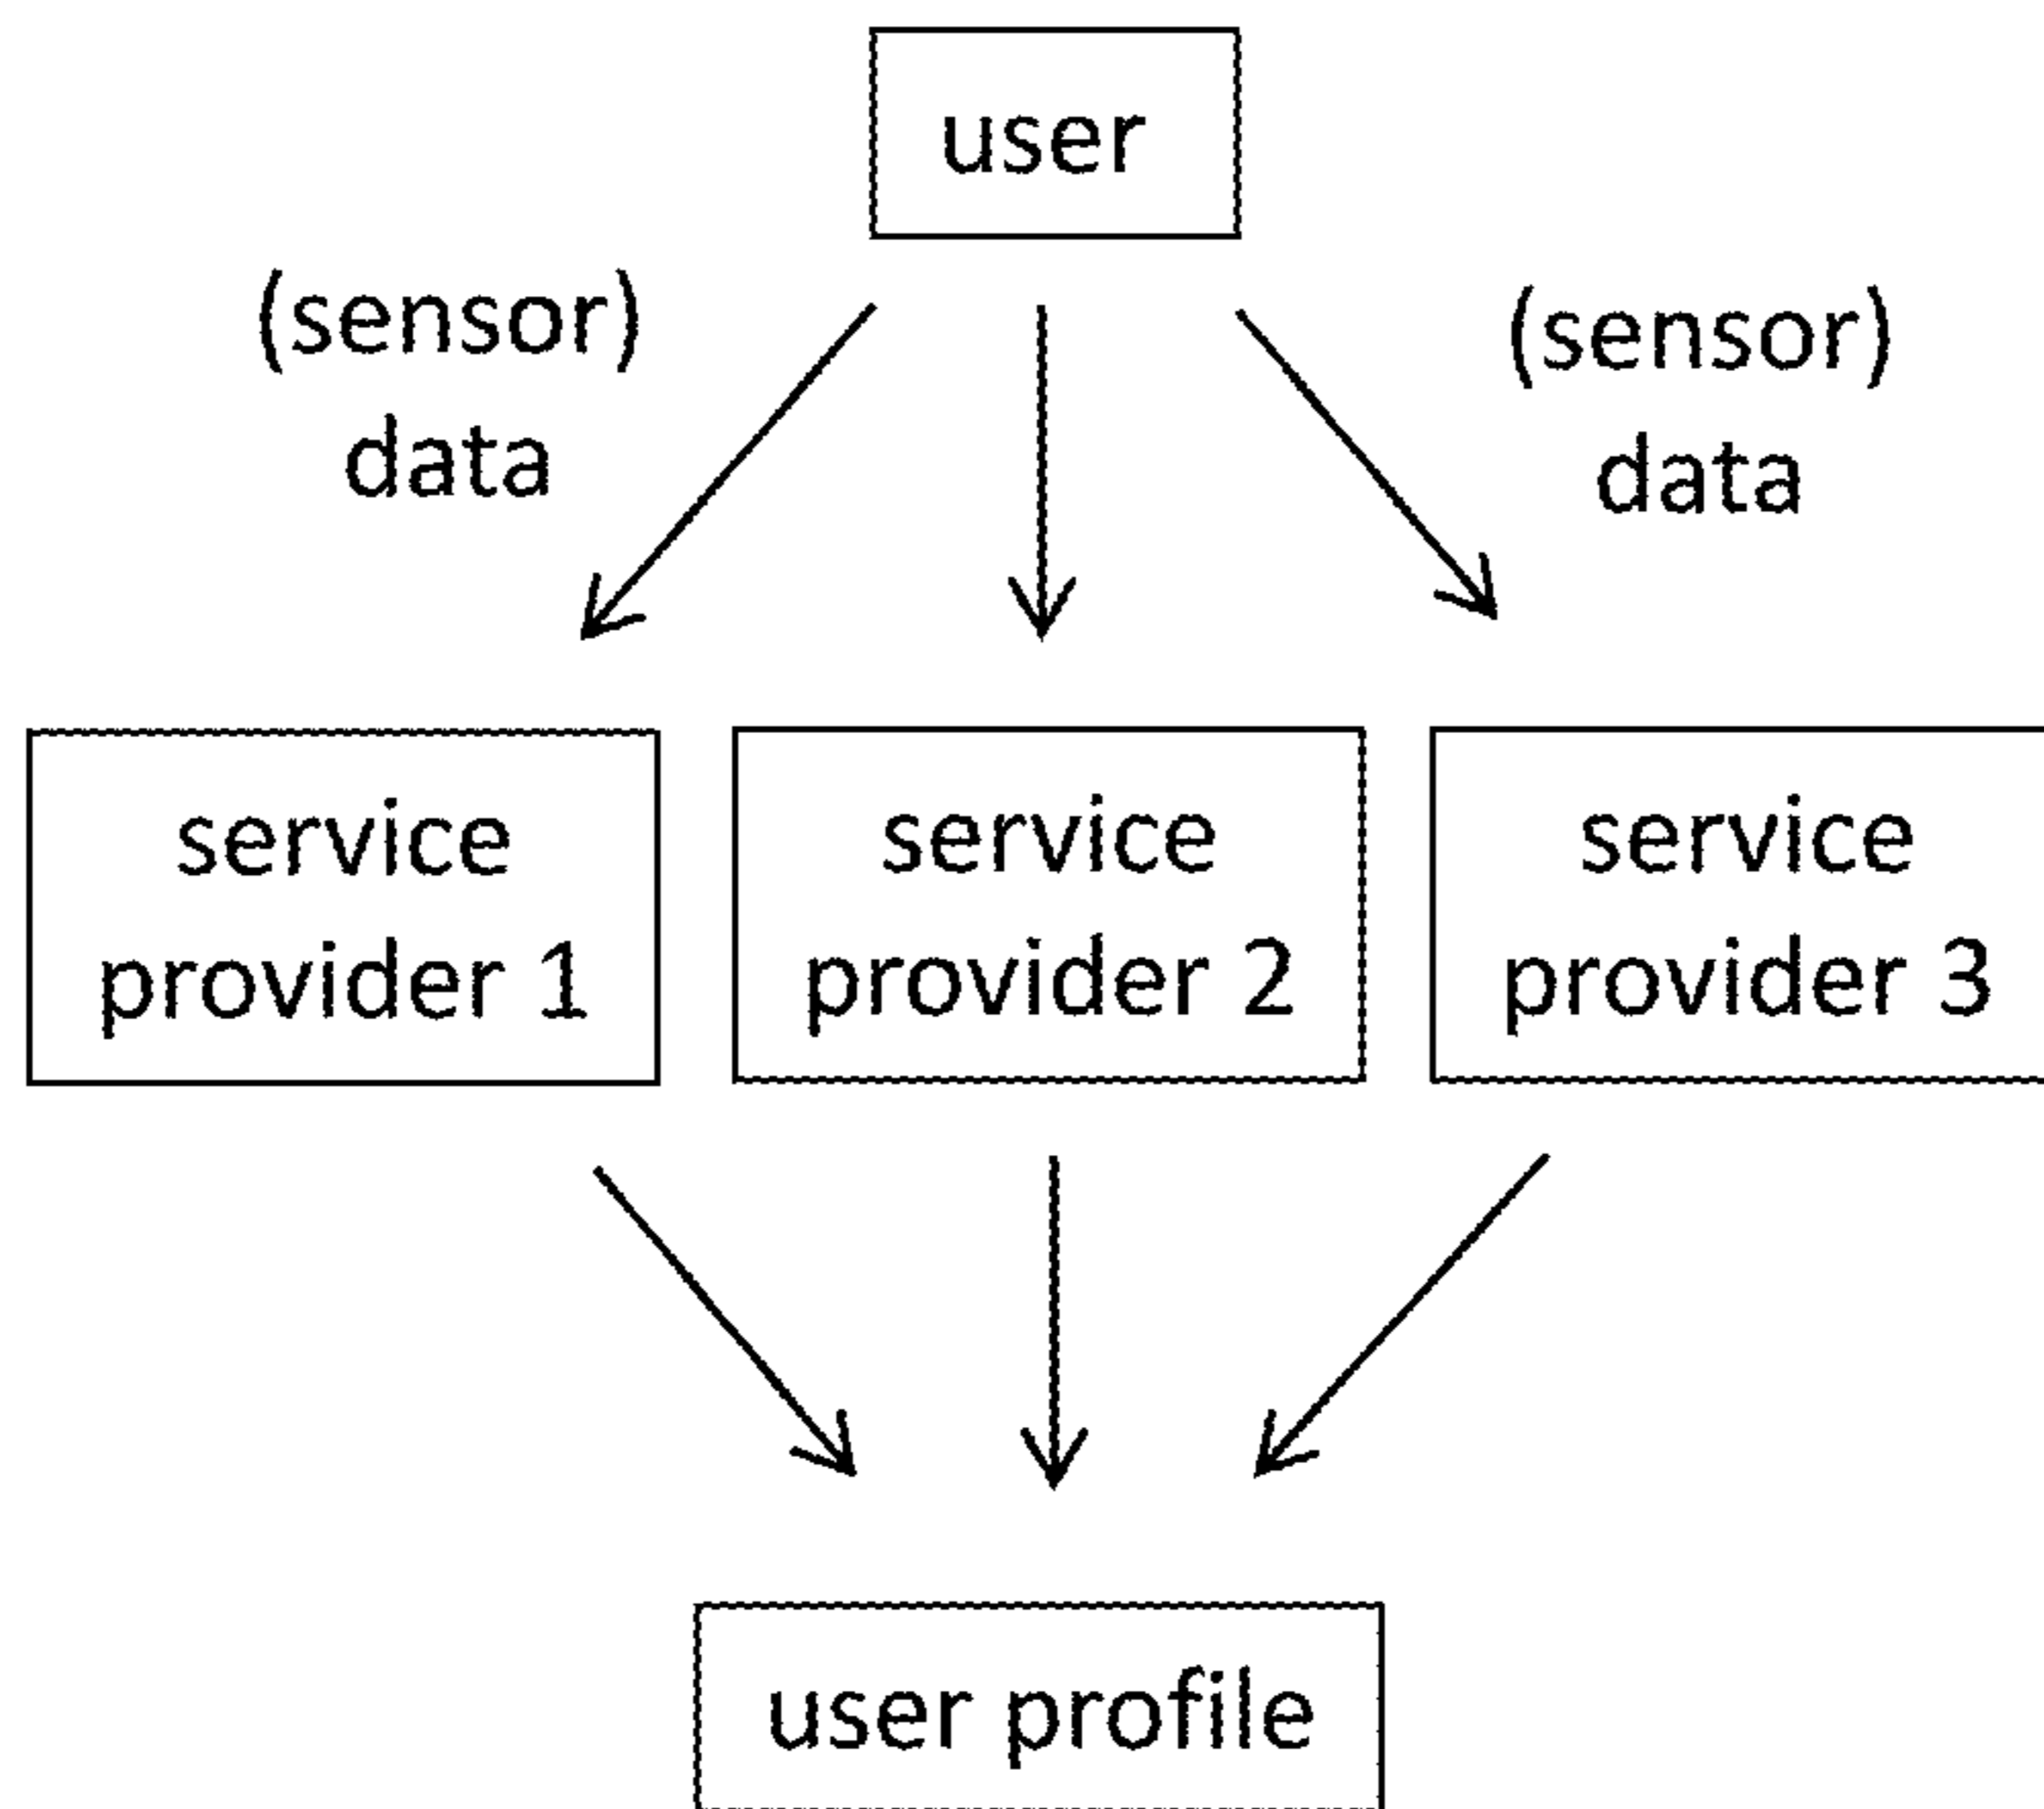 user
(sensor)
data
(sensor)
data
service
provider 1
service
provider 2
service
provider 3
user profile